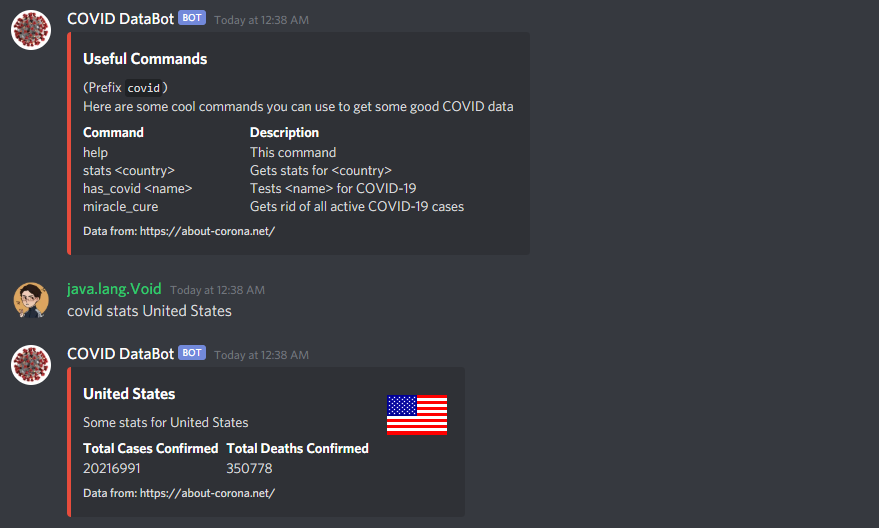 COVID DataBot BOT Today at 12:38 AM
Useful Commands
(Prefix covid)
Here are some cool commands you can use to get some good COVID data
Command Description
help This command
stats <country> Gets stats for <country>
has_covid <name> Tests <name> for COVID-19
miracle_cure Gets rid of all active COVID-19 cases
Data from: https://about-corona.net/
java.lang.Void Today at 12:38 AM
covid stats United States
COVID DataBot BOT Today at 12:38 AM
United States
Some stats for United States
Total Cases Confirmed Total Deaths Confirmed
20216991 350778
Data from: https://about-corona.net/